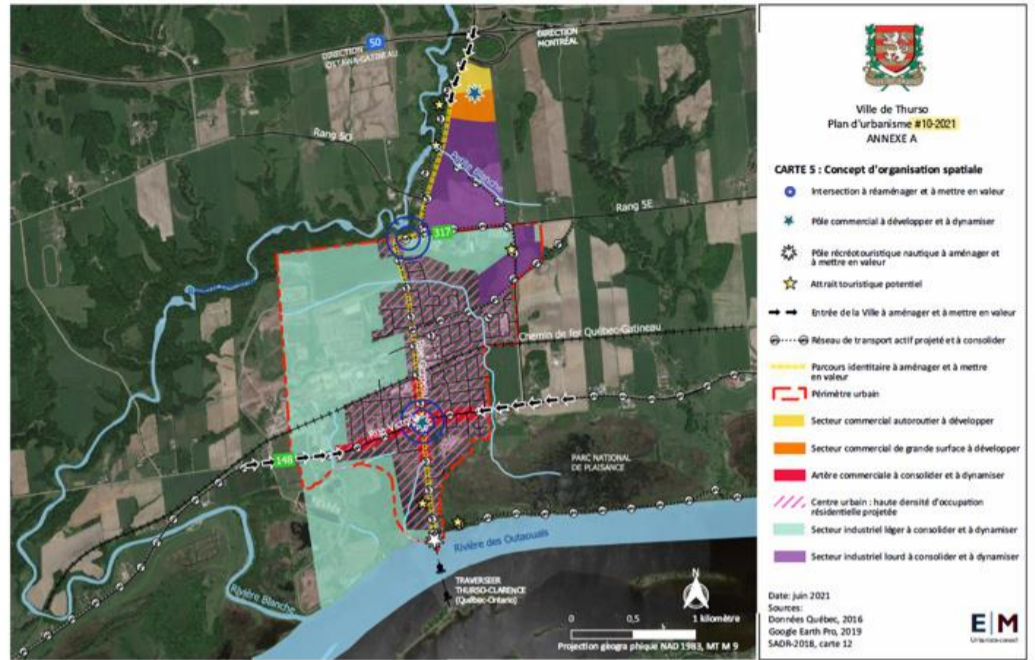 50
DIRECTION
OTTAWA-GATINEAU
DIRECTION
MONTRÉAL
Rang 5O
Petite Blanche
Rang 5E
317
Chemin de fer Québec-Gatineau
Rue Victoria
148
PARC NATIONAL
DE PLAISANCE
Rivière des Outaouais
Rivière Blanche
TRAVERSIER
THURSO-CLARENCE
(Québec-Ontario)
N
0 0,5 1 kilomètre
Projection géographique NAD 1983, MTM 9
Ville de Thurso
Plan d'urbanisme #10-2021
ANNEXE A
CARTE 5 : Concept d'organisation spatiale
Intersection à réaménager et à mettre en valeur
Pôle commercial à développer et à dynamiser
Pôle récréotouristique nautique à aménager et
à mettre en valeur
Attrait touristique potentiel
Entrée de la Ville à aménager et à mettre en valeur
Réseau de transport actif projeté et à consolider
Parcours identitaire à aménager et à mettre
en valeur
Périmètre urbain
Secteur commercial autoroutier à développer
Secteur commercial de grande surface à développer
Artère commerciale à consolider et à dynamiser
Centre urbain : haute densité d'occupation
résidentielle projetée
Secteur industriel léger à consolider et à dynamiser
Secteur industriel lourd à consolider et à dynamiser
Date: juin 2021
Sources:
Données Québec, 2016
Google Earth Pro, 2019
SADR-2018, carte 12
E|M
Urbanisme-conseil